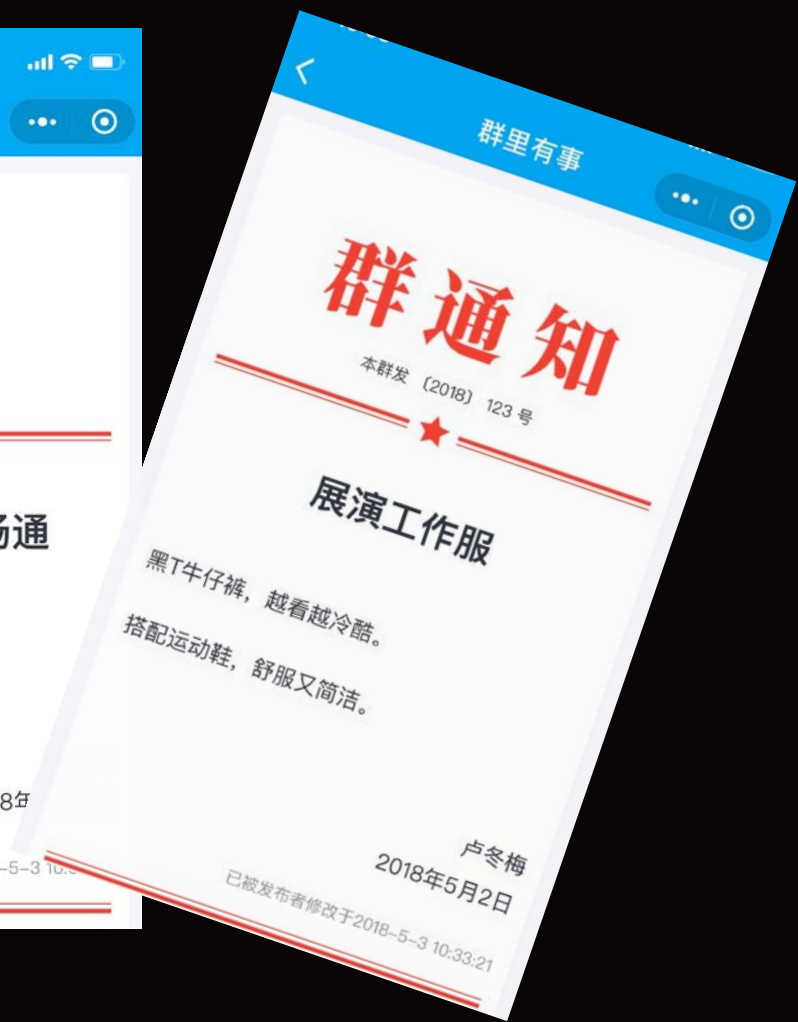 群里有事
群通知
本群发〔2018〕123号
展演工作服
黑T牛仔裤，越看越冷酷。
搭配运动鞋，舒服又简洁。
卢冬梅
2018年5月2日
已被发布者修改于2018-5-3 10:33:21
通
8年
-5-3 10: